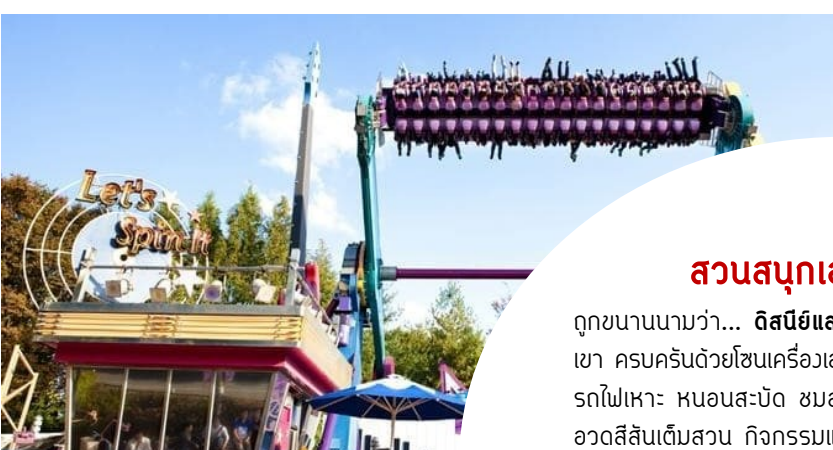 Let's
Spin It
สวนสนุกเ
ถูกขนานนามว่า... ดิสนีย์แล
เขา ครบครันด้วยโซนเครื่องเ
รถไฟเหาะ หนอนสะบัด ชม
อวดสีสันเต็มสวน กิจกรรม